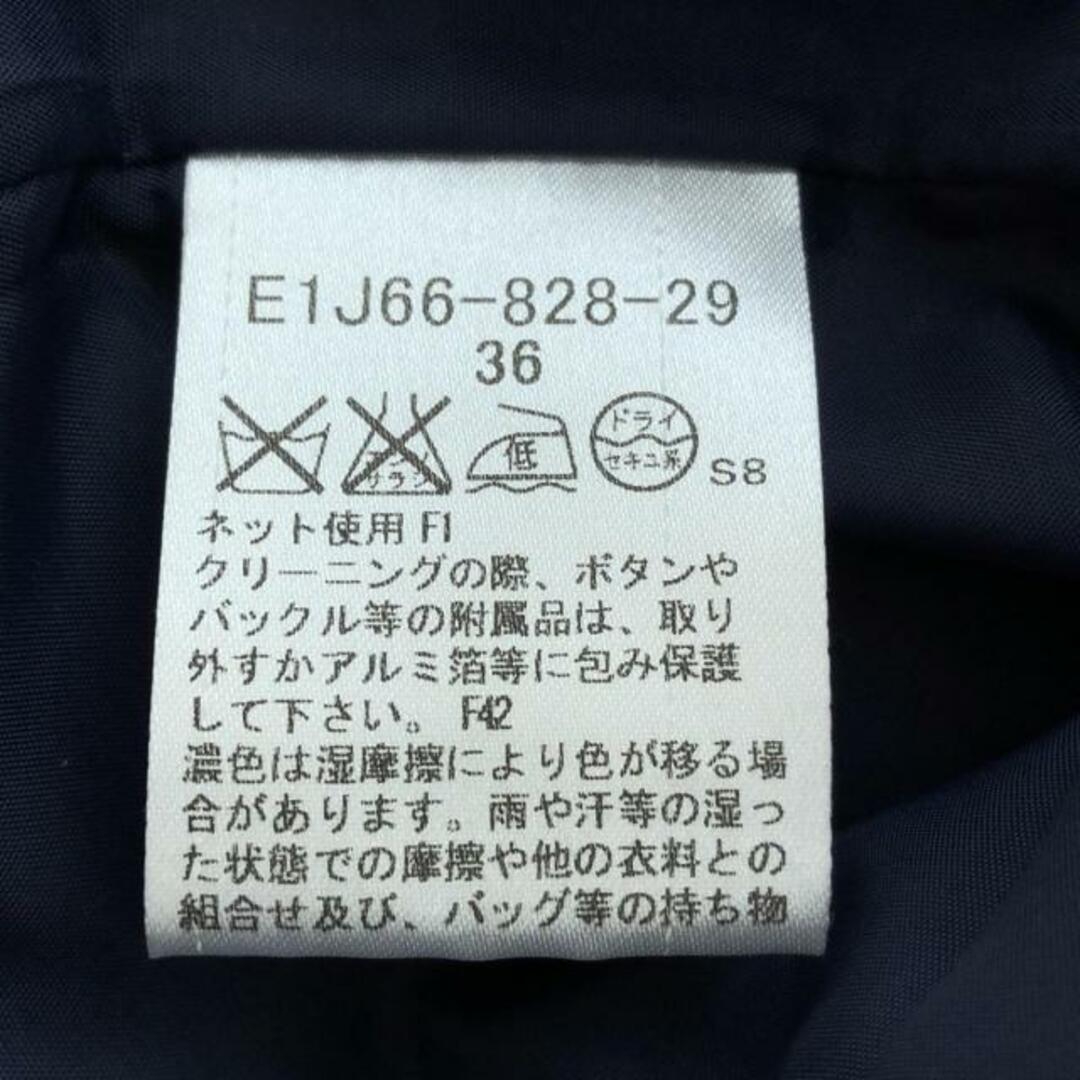 E1J66-828-29
36
エンソ
サラシ
低
ドライ
セキユ系
S8
ネット使用 F1
クリーニングの際、ボタンや
バックル等の附属品は、取り
外すかアルミ箔等に包み保護
して下さい。 F42
濃色は湿摩擦により色が移る場
合があります。雨や汗等の湿っ
た状態での摩擦や他の衣料との
組合せ及び、バッグ等の持ち物